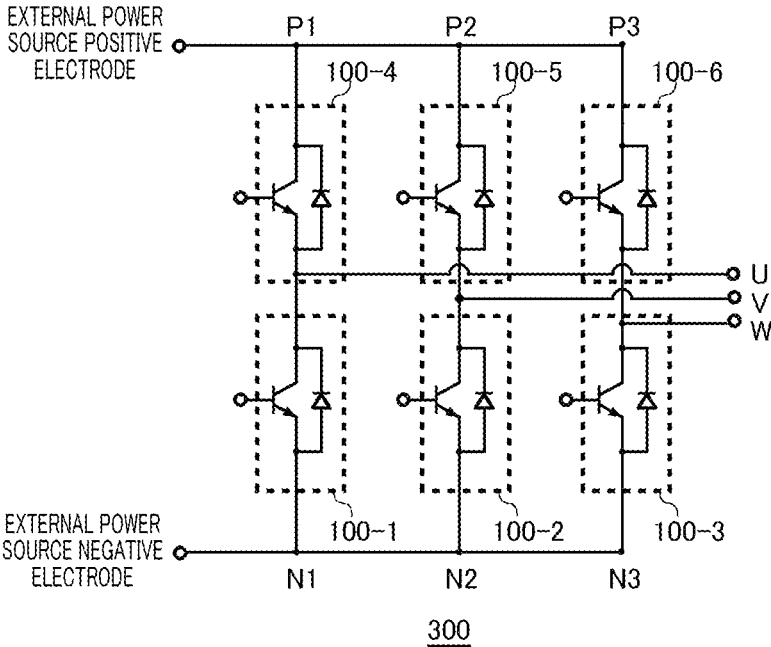 EXTERNAL POWER
SOURCE POSITIVE
ELECTRODE
P1
P2
P3
100-4
100-5
100-6
U
V
W
100-1
100-2
100-3
EXTERNAL POWER
SOURCE NEGATIVE
ELECTRODE
N1
N2
N3
300